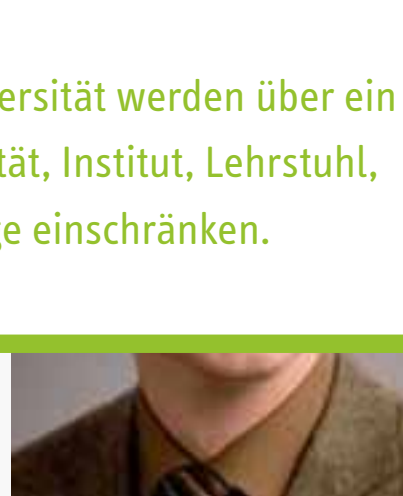 ersität werden über ein
tät, Institut, Lehrstuhl,
ge einschränken.